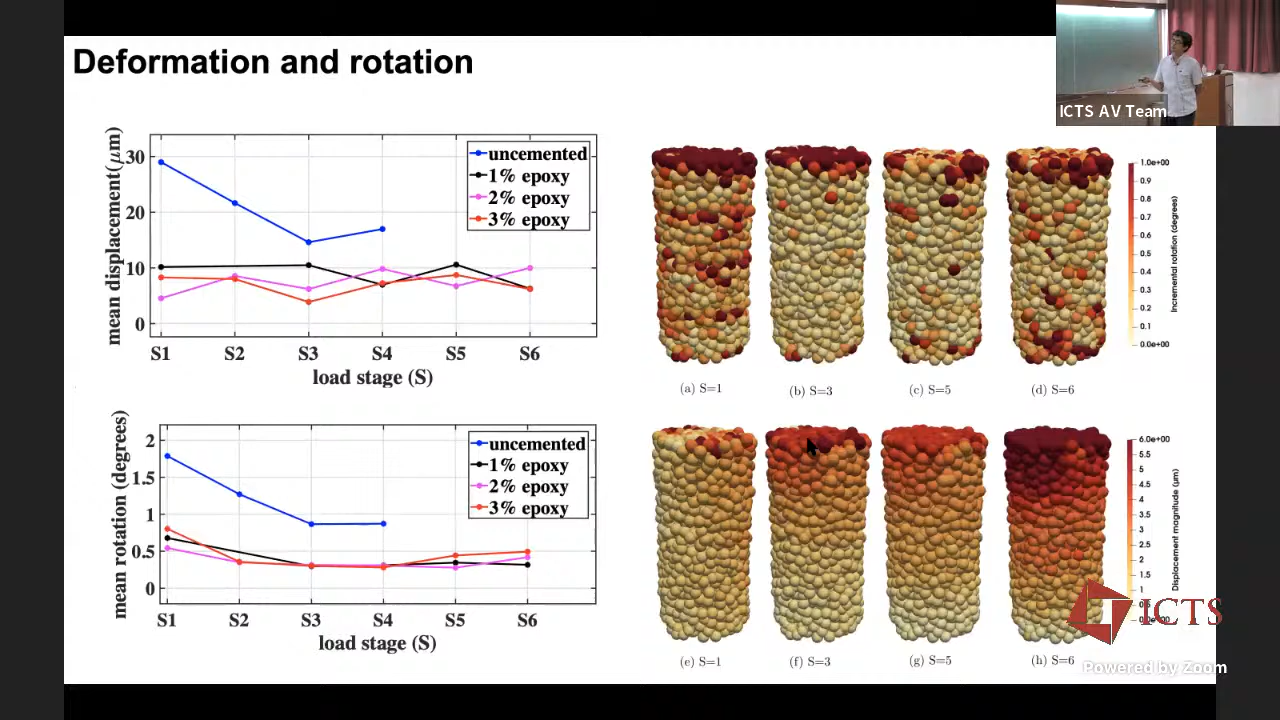 Deformation and rotation
ICTS AV Team
mean displacement(μm)
30
20
10
0
uncemented
1% epoxy
2% epoxy
3% epoxy
S1 S2 S3 S4 S5 S6
load stage (S)
mean rotation (degrees)
2
1.5
1
0.5
0
uncemented
1% epoxy
2% epoxy
3% epoxy
S1 S2 S3 S4 S5 S6
load stage (S)
1.0e+00
0.9
0.8
0.7
0.6
0.5
0.4
0.3
0.2
0.1
0.0e+00
Incremental rotation (degrees)
(a) S=1
(b) S=3
(c) S=5
(d) S=6
6.0e+00
5.5
5
4.5
4
3.5
3
2.5
2
1.5
1
Displacement magnitude (μm)
(e) S=1
(f) S=3
(g) S=5
(h) S=6
ICTS
Powered by Zoom